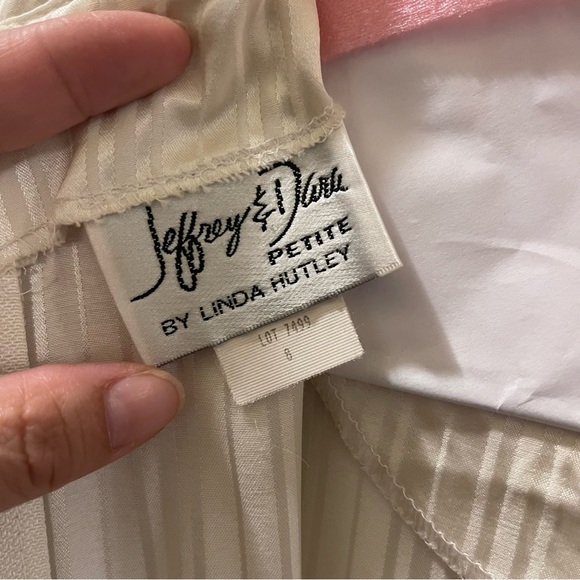 Jeffrey & Dara
PETITE
BY LINDA HUTLEY
LOT 7499
6